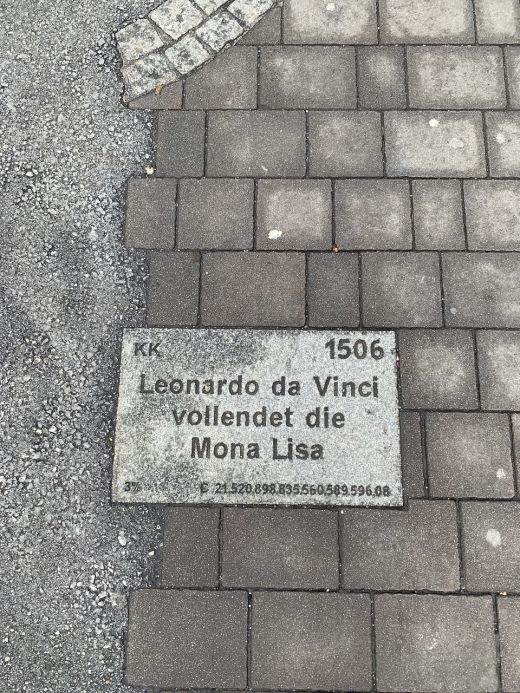 KK 1506
Leonardo da Vinci
vollendet die
Mona Lisa
3% € 21.520.898.835.560.589.596,08